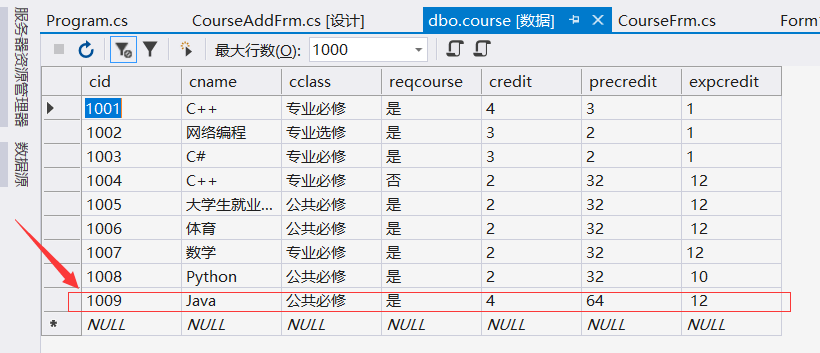 Program.cs CourseAddFrm.cs [设计] dbo.course [数据] CourseFrm.cs Form
服务器资源管理器
数据源
最大行数(O): 1000
cid cname cclass reqcourse credit precredit expcredit
1001 C++ 专业必修 是 4 3 1
1002 网络编程 专业选修 是 3 2 1
1003 C# 专业必修 是 3 2 1
1004 C++ 专业必修 否 2 32 12
1005 大学生就业... 公共必修 是 2 32 12
1006 体育 公共必修 是 2 32 12
1007 数学 专业必修 是 2 32 12
1008 Python 公共必修 是 2 32 10
1009 Java 公共必修 是 4 64 12
* NULL NULL NULL NULL NULL NULL NULL